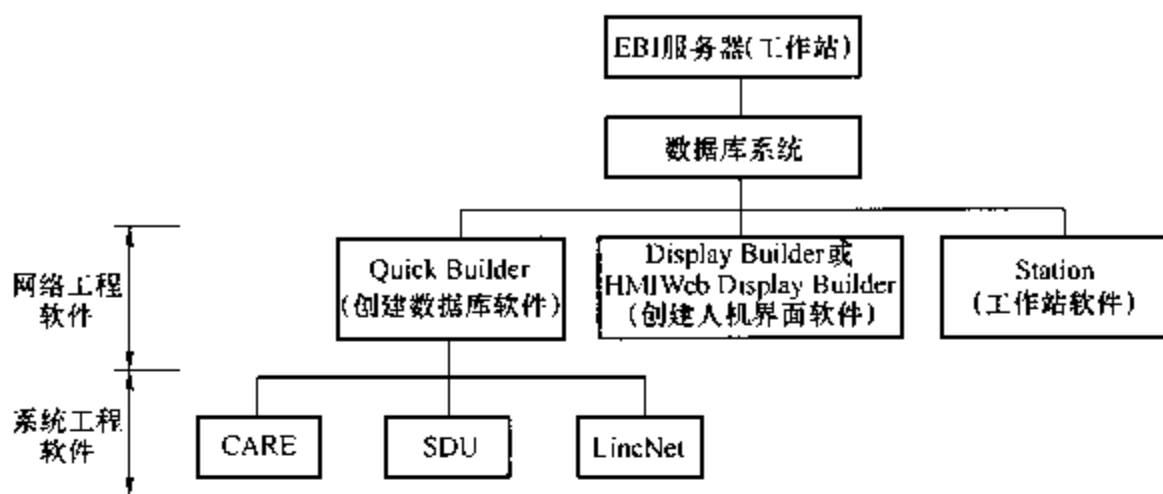 EBI服务器(工作站)
数据库系统
网络工程
软件
Quick Builder
(创建数据库软件)
Display Builder或
HMIWeb Display Builder
(创建人机界面软件)
Station
(工作站软件)
系统工程
软件
CARE
SDU
LincNet